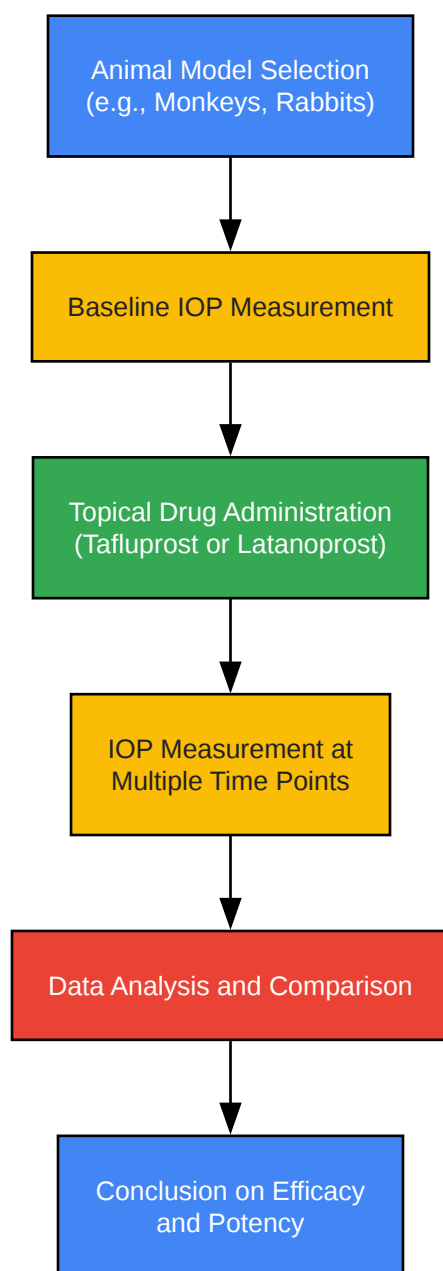 Animal Model Selection
(e.g., Monkeys, Rabbits)
Baseline IOP Measurement
Topical Drug Administration
(Tafluprost or Latanoprost)
IOP Measurement at
Multiple Time Points
Data Analysis and Comparison
Conclusion on Efficacy
and Potency